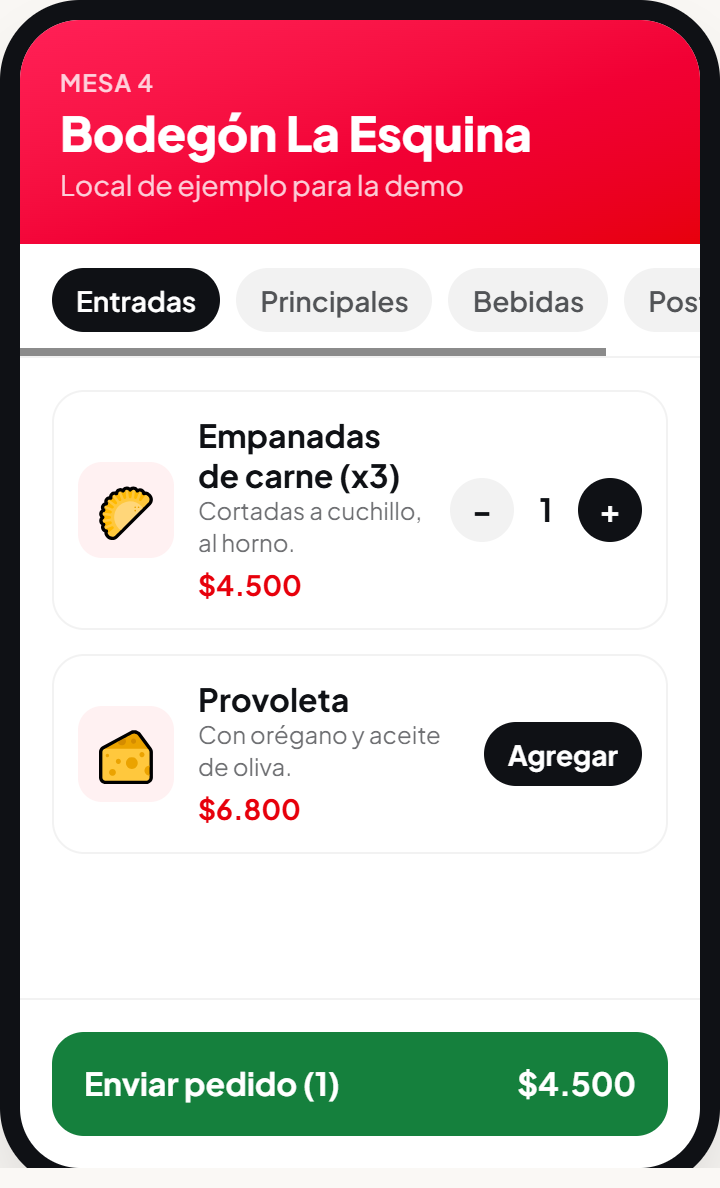 MESA 4
Bodegón La Esquina
Local de ejemplo para la demo
Entradas
Principales
Bebidas
Post
Empanadas
de carne (x3)
Cortadas a cuchillo,
al horno.
$4.500
− 1 +
Provoleta
Con orégano y aceite
de oliva.
$6.800
Agregar
Enviar pedido (1) $4.500